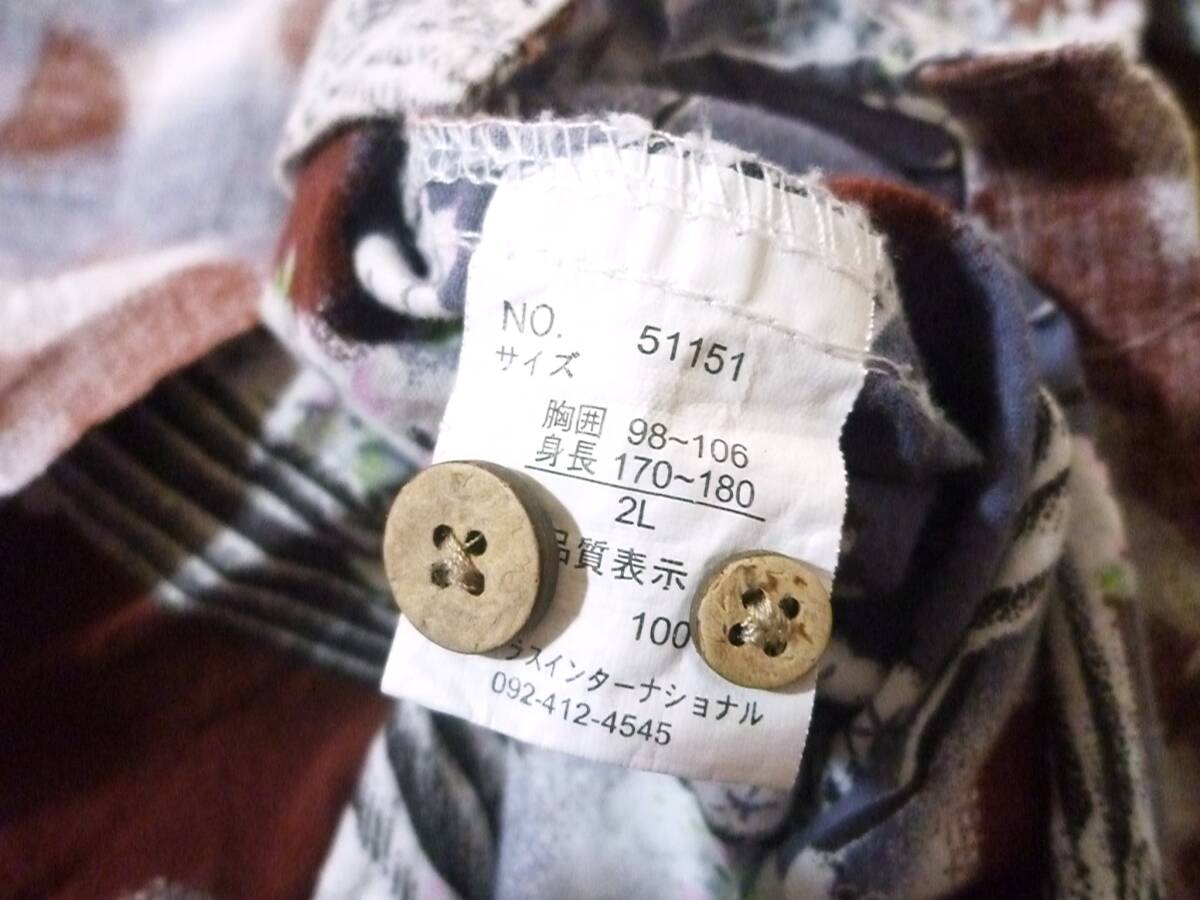 NO. 51151
サイズ
胸囲 98~106
身長 170~180
2L
品質表示
100
ラスインターナショナル
092-412-4545